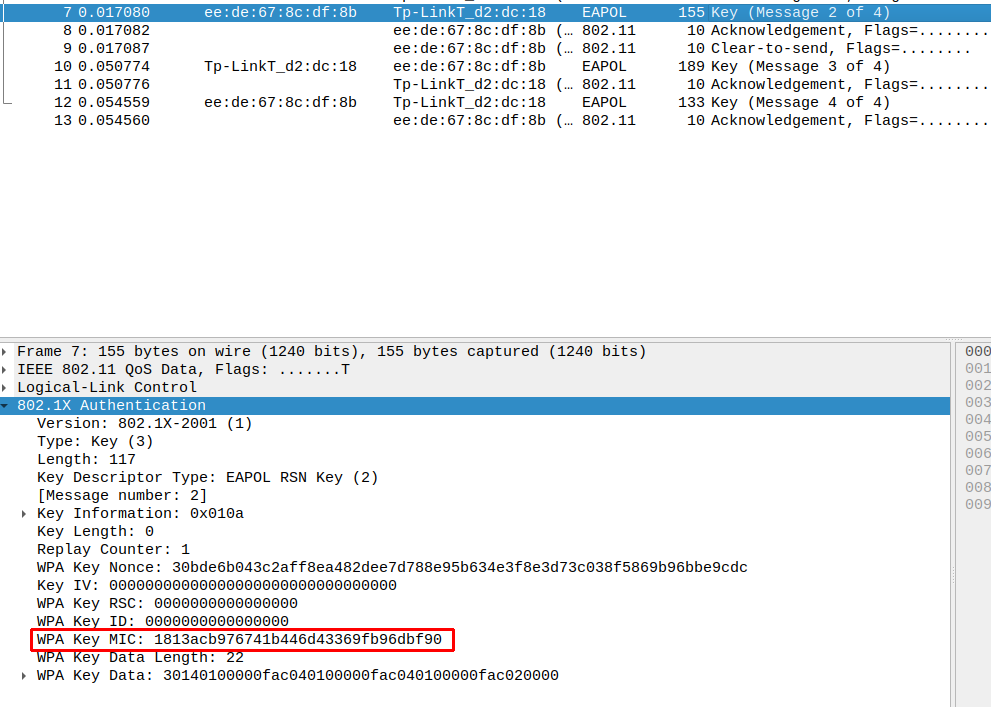 7 0.017080 ee:de:67:8c:df:8b Tp-LinkT_d2:dc:18 EAPOL 155 Key (Message 2 of 4)
8 0.017082 ee:de:67:8c:df:8b (… 802.11 10 Acknowledgement, Flags=........
9 0.017087 ee:de:67:8c:df:8b (… 802.11 10 Clear-to-send, Flags=........
10 0.050774 Tp-LinkT_d2:dc:18 ee:de:67:8c:df:8b EAPOL 189 Key (Message 3 of 4)
11 0.050776 Tp-LinkT_d2:dc:18 (… 802.11 10 Acknowledgement, Flags=........
12 0.054559 ee:de:67:8c:df:8b Tp-LinkT_d2:dc:18 EAPOL 133 Key (Message 4 of 4)
13 0.054560 ee:de:67:8c:df:8b (… 802.11 10 Acknowledgement, Flags=........
Frame 7: 155 bytes on wire (1240 bits), 155 bytes captured (1240 bits)
IEEE 802.11 QoS Data, Flags: .......T
Logical-Link Control
802.1X Authentication
Version: 802.1X-2001 (1)
Type: Key (3)
Length: 117
Key Descriptor Type: EAPOL RSN Key (2)
[Message number: 2]
Key Information: 0x010a
Key Length: 0
Replay Counter: 1
WPA Key Nonce: 30bde6b043c2aff8ea482dee7d788e95b634e3f8e3d73c038f5869b96bbe9cdc
Key IV: 00000000000000000000000000000000
WPA Key RSC: 0000000000000000
WPA Key ID: 0000000000000000
WPA Key MIC: 1813acb976741b446d43369fb96dbf90
WPA Key Data Length: 22
WPA Key Data: 30140100000fac040100000fac040100000fac020000
000
001
002
003
004
005
006
007
008
009